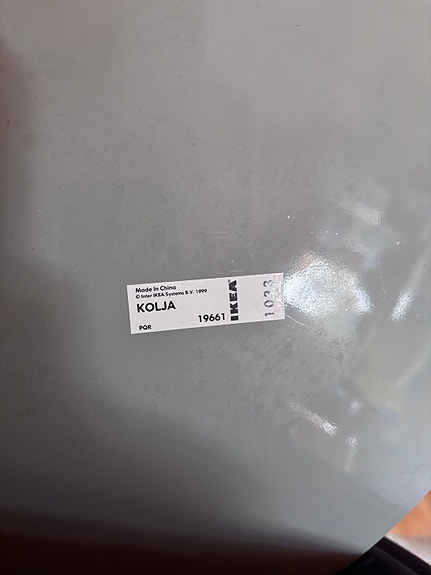 Made In China
© Inter IKEA Systems B.V. 1999
KOLJA
PQR
19661
IKEA
1033